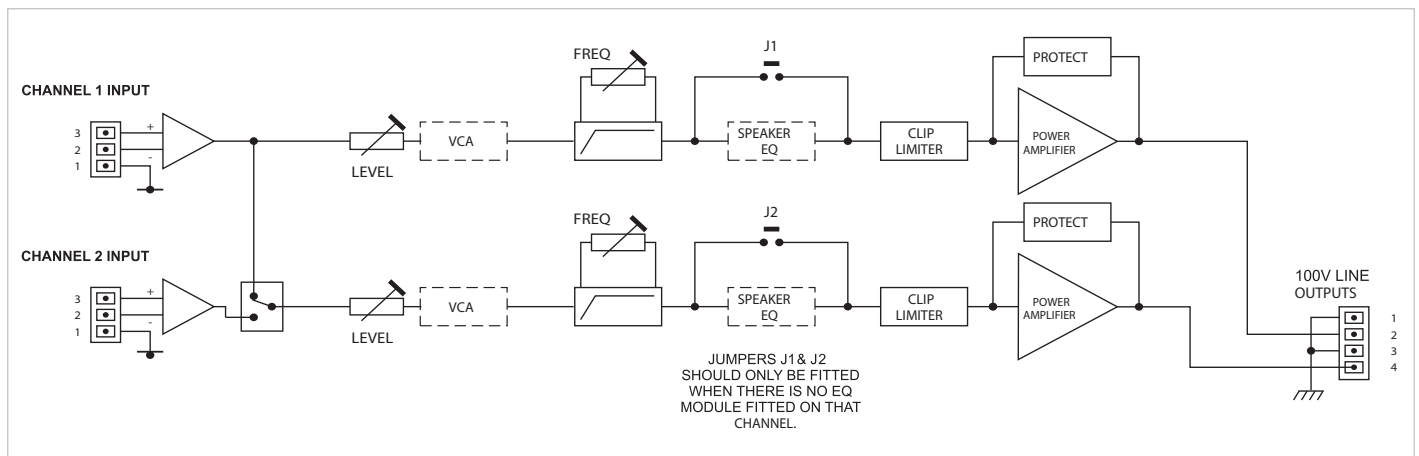 CHANNEL 1 INPUT
3
2
1
+
-
LEVEL
VCA
FREQ
J1
SPEAKER
EQ
CLIP
LIMITER
PROTECT
POWER
AMPLIFIER
CHANNEL 2 INPUT
3
2
1
+
-
LEVEL
VCA
FREQ
J2
SPEAKER
EQ
CLIP
LIMITER
PROTECT
POWER
AMPLIFIER
100V LINE
OUTPUTS
1
2
3
4
JUMPERS J1& J2
SHOULD ONLY BE FITTED
WHEN THERE IS NO EQ
MODULE FITTED ON THAT
CHANNEL.